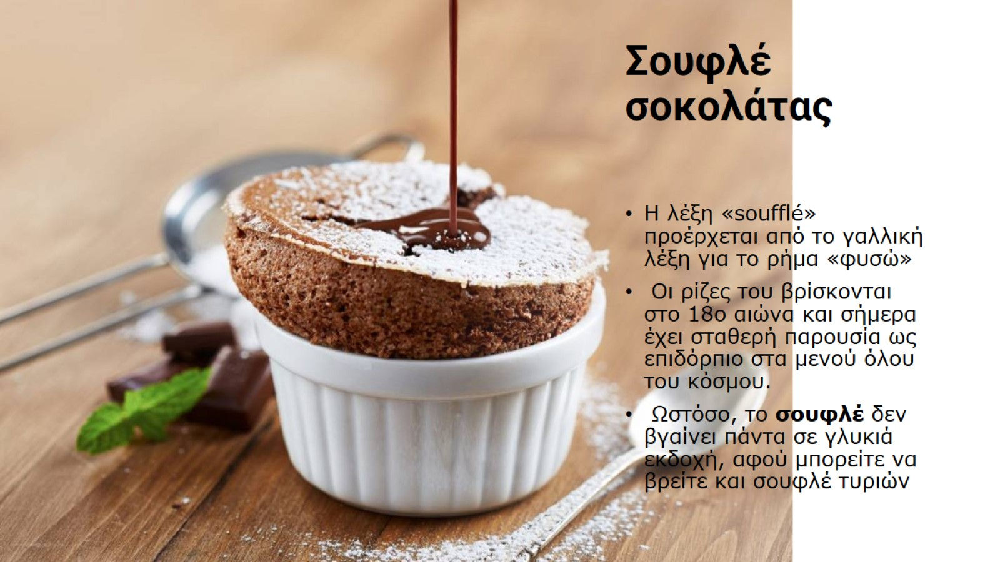 Σουφλέ
σοκολάτας
• Η λέξη «soufflé»
προέρχεται από το γαλλική
λέξη για το ρήμα «φυσώ»
• Οι ρίζες του βρίσκονται
στο 18ο αιώνα και σήμερα
έχει σταθερή παρουσία ως
επιδόρπιο στα μενού όλου
του κόσμου.
• Ωστόσο, το σουφλέ δεν
βγαίνει πάντα σε γλυκιά
εκδοχή, αφού μπορείτε να
βρείτε και σουφλέ τυριών